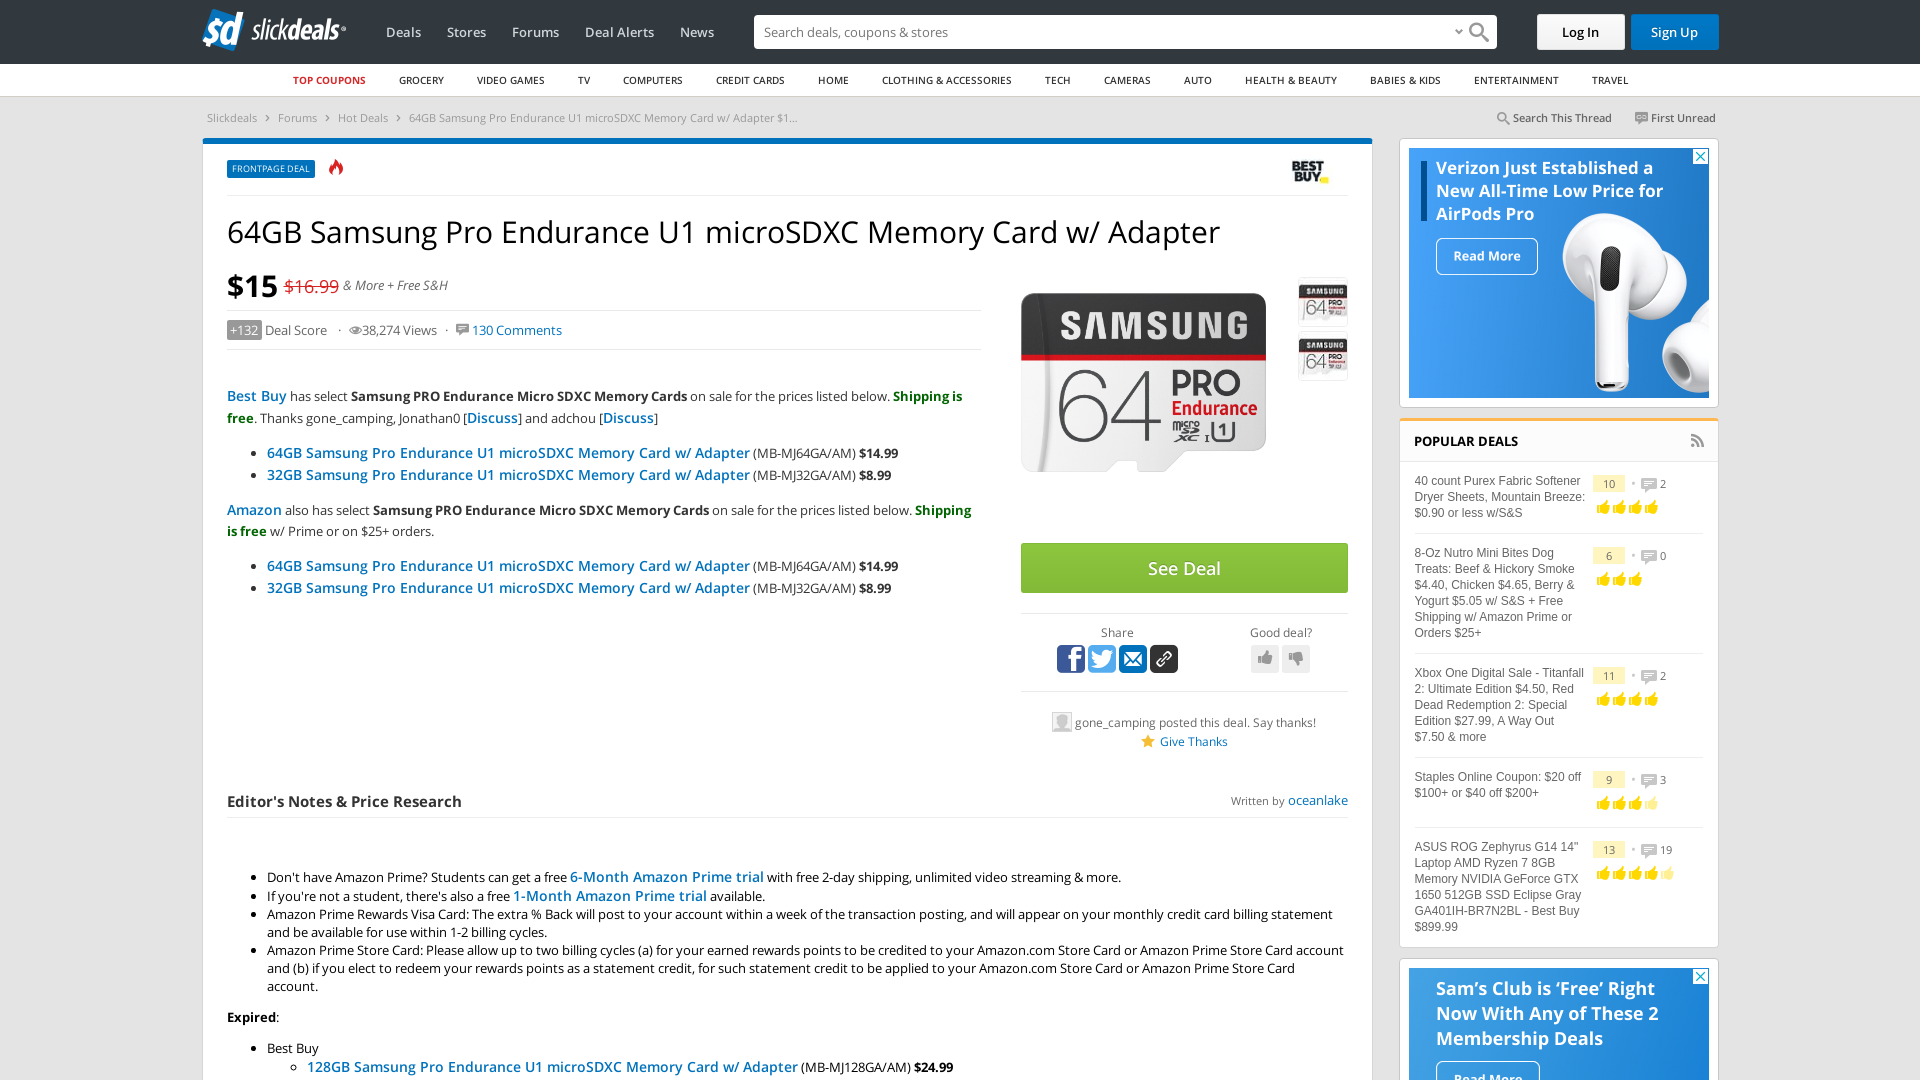 sd slickdeals
Deals Stores Forums Deal Alerts News
Search deals, coupons & stores
Log In Sign Up
TOP COUPONS GROCERY VIDEO GAMES TV COMPUTERS CREDIT CARDS HOME CLOTHING & ACCESSORIES TECH CAMERAS AUTO HEALTH & BEAUTY BABIES & KIDS ENTERTAINMENT TRAVEL
Slickdeals › Forums › Hot Deals › 64GB Samsung Pro Endurance U1 microSDXC Memory Card w/ Adapter $1...
Search This Thread First Unread
FRONTPAGE DEAL
BEST BUY
64GB Samsung Pro Endurance U1 microSDXC Memory Card w/ Adapter
$15 $16.99 & More + Free S&H
+132 Deal Score · 38,274 Views · 130 Comments
Best Buy has select Samsung PRO Endurance Micro SDXC Memory Cards on sale for the prices listed below. Shipping is
free. Thanks gone_camping, Jonathan0 [Discuss] and adchou [Discuss]
• 64GB Samsung Pro Endurance U1 microSDXC Memory Card w/ Adapter (MB-MJ64GA/AM) $14.99
• 32GB Samsung Pro Endurance U1 microSDXC Memory Card w/ Adapter (MB-MJ32GA/AM) $8.99
Amazon also has select Samsung PRO Endurance Micro SDXC Memory Cards on sale for the prices listed below. Shipping
is free w/ Prime or on $25+ orders.
• 64GB Samsung Pro Endurance U1 microSDXC Memory Card w/ Adapter (MB-MJ64GA/AM) $14.99
• 32GB Samsung Pro Endurance U1 microSDXC Memory Card w/ Adapter (MB-MJ32GA/AM) $8.99
SAMSUNG
64 PRO
Endurance
micro SD XC I U1
SAMSUNG
64 PRO
Endurance
SAMSUNG
64 PRO
Endurance
See Deal
Share
Good deal?
gone_camping posted this deal. Say thanks!
Give Thanks
Editor's Notes & Price Research
Written by oceanlake
• Don't have Amazon Prime? Students can get a free 6-Month Amazon Prime trial with free 2-day shipping, unlimited video streaming & more.
• If you're not a student, there's also a free 1-Month Amazon Prime trial available.
• Amazon Prime Rewards Visa Card: The extra % Back will post to your account within a week of the transaction posting, and will appear on your monthly credit card billing statement
and be available for use within 1-2 billing cycles.
• Amazon Prime Store Card: Please allow up to two billing cycles (a) for your earned rewards points to be credited to your Amazon.com Store Card or Amazon Prime Store Card account
and (b) if you elect to redeem your rewards points as a statement credit, for such statement credit to be applied to your Amazon.com Store Card or Amazon Prime Store Card
account.
Expired:
• Best Buy
◦ 128GB Samsung Pro Endurance U1 microSDXC Memory Card w/ Adapter (MB-MJ128GA/AM) $24.99
Verizon Just Established a
New All-Time Low Price for
AirPods Pro
Read More
POPULAR DEALS
40 count Purex Fabric Softener
Dryer Sheets, Mountain Breeze:
$0.90 or less w/S&S
10 • 2
8-Oz Nutro Mini Bites Dog
Treats: Beef & Hickory Smoke
$4.40, Chicken $4.65, Berry &
Yogurt $5.05 w/ S&S + Free
Shipping w/ Amazon Prime or
Orders $25+
6 • 0
Xbox One Digital Sale - Titanfall
2: Ultimate Edition $4.50, Red
Dead Redemption 2: Special
Edition $27.99, A Way Out
$7.50 & more
11 • 2
Staples Online Coupon: $20 off
$100+ or $40 off $200+
9 • 3
ASUS ROG Zephyrus G14 14"
Laptop AMD Ryzen 7 8GB
Memory NVIDIA GeForce GTX
1650 512GB SSD Eclipse Gray
GA401IH-BR7N2BL - Best Buy
$899.99
13 • 19
Sam's Club is 'Free' Right
Now With Any of These 2
Membership Deals
Read More